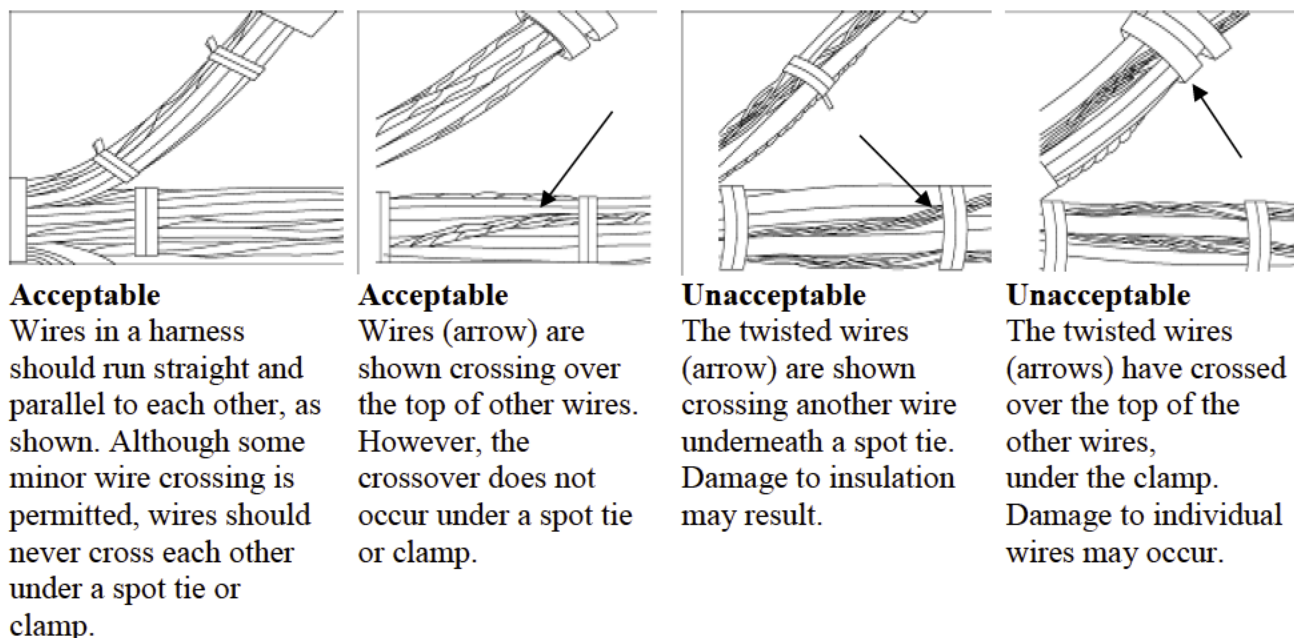 Acceptable
Wires in a harness
should run straight and
parallel to each other, as
shown. Although some
minor wire crossing is
permitted, wires should
never cross each other
under a spot tie or
clamp.
Acceptable
Wires (arrow) are
shown crossing over
the top of other wires.
However, the
crossover does not
occur under a spot tie
or clamp.
Unacceptable
The twisted wires
(arrow) are shown
crossing another wire
underneath a spot tie.
Damage to insulation
may result.
Unacceptable
The twisted wires
(arrows) have crossed
over the top of the
other wires,
under the clamp.
Damage to individual
wires may occur.